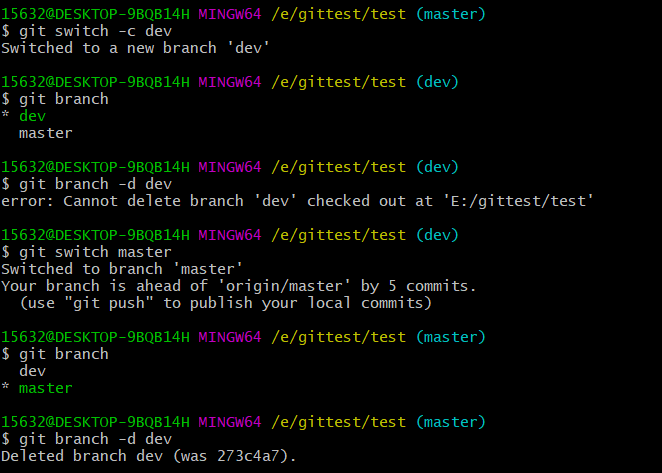 15632@DESKTOP-9BQB14H MINGW64 /e/gittest/test (master)
$ git switch -c dev
Switched to a new branch 'dev'
15632@DESKTOP-9BQB14H MINGW64 /e/gittest/test (dev)
$ git branch
* dev
  master
15632@DESKTOP-9BQB14H MINGW64 /e/gittest/test (dev)
$ git branch -d dev
error: Cannot delete branch 'dev' checked out at 'E:/gittest/test'
15632@DESKTOP-9BQB14H MINGW64 /e/gittest/test (dev)
$ git switch master
Switched to branch 'master'
Your branch is ahead of 'origin/master' by 5 commits.
  (use "git push" to publish your local commits)
15632@DESKTOP-9BQB14H MINGW64 /e/gittest/test (master)
$ git branch
  dev
* master
15632@DESKTOP-9BQB14H MINGW64 /e/gittest/test (master)
$ git branch -d dev
Deleted branch dev (was 273c4a7).